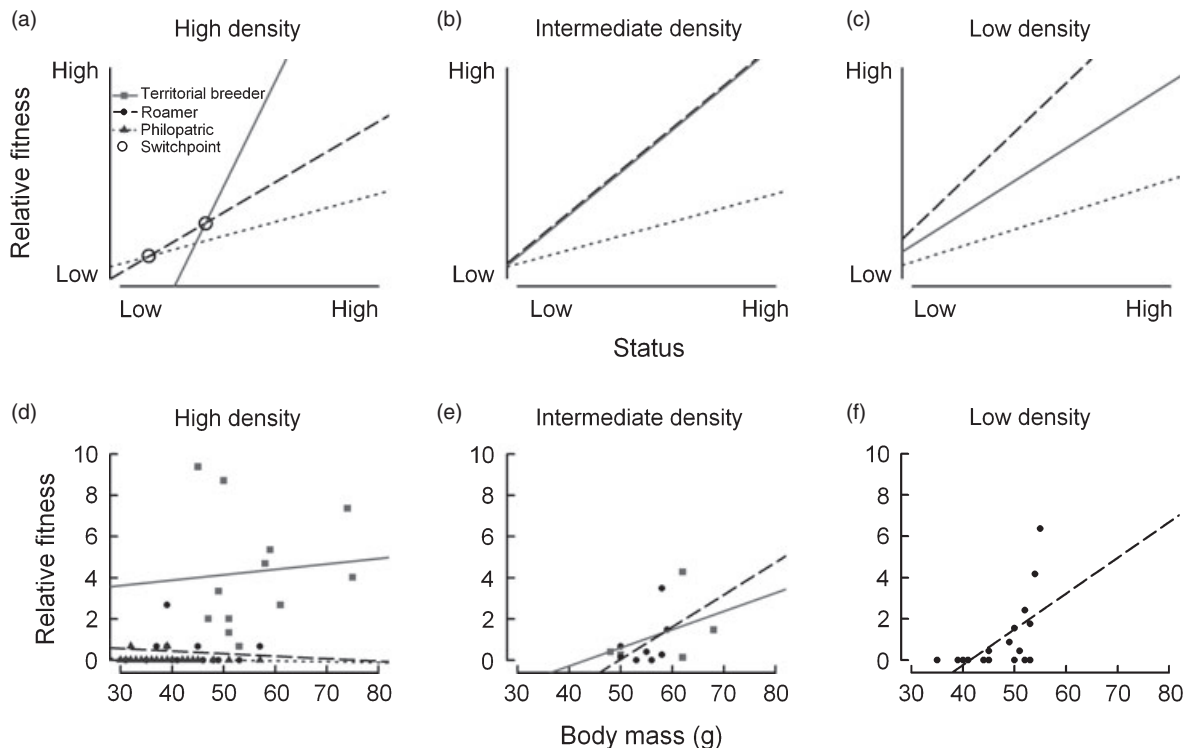 (a)
High density
(b)
Intermediate density
(c)
Low density
Relative fitness
High
Low
Territorial breeder
Roamer
Philopatric
Switchpoint
Low
High
High
Low
Low
High
High
Low
Low
High
Status
(d)
High density
(e)
Intermediate density
(f)
Low density
Relative fitness
10
8
6
4
2
0
30 40 50 60 70 80
10
8
6
4
2
0
30 40 50 60 70 80
10
8
6
4
2
0
30 40 50 60 70 80
Body mass (g)